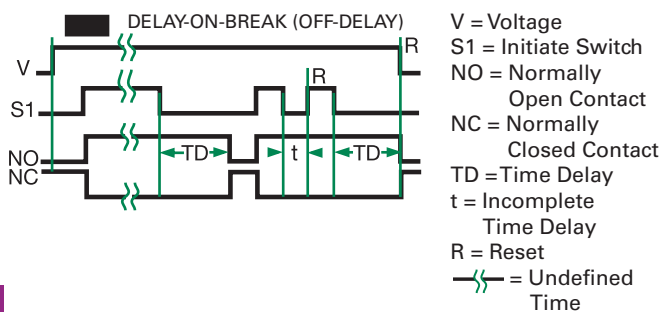 DELAY-ON-BREAK (OFF-DELAY)
R
V
R
S1
NO
TD
t
TD
NC
V = Voltage
S1 = Initiate Switch
NO = Normally
Open Contact
NC = Normally
Closed Contact
TD = Time Delay
t = Incomplete
Time Delay
R = Reset
= Undefined
Time